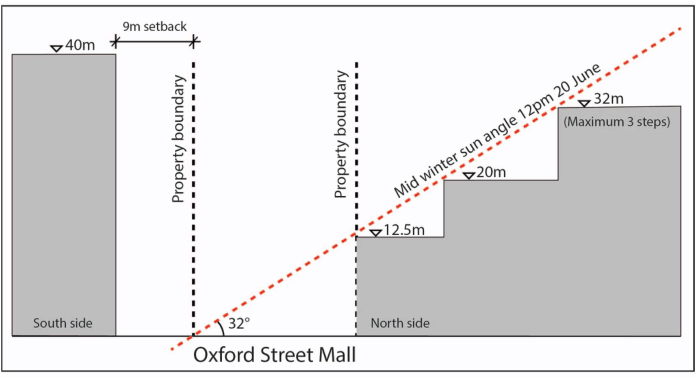 9m setback
40m
Property boundary
Property boundary
Mid winter sun angle 12pm 20 June
32m
(Maximum 3 steps)
20m
12.5m
South side
32°
North side
Oxford Street Mall